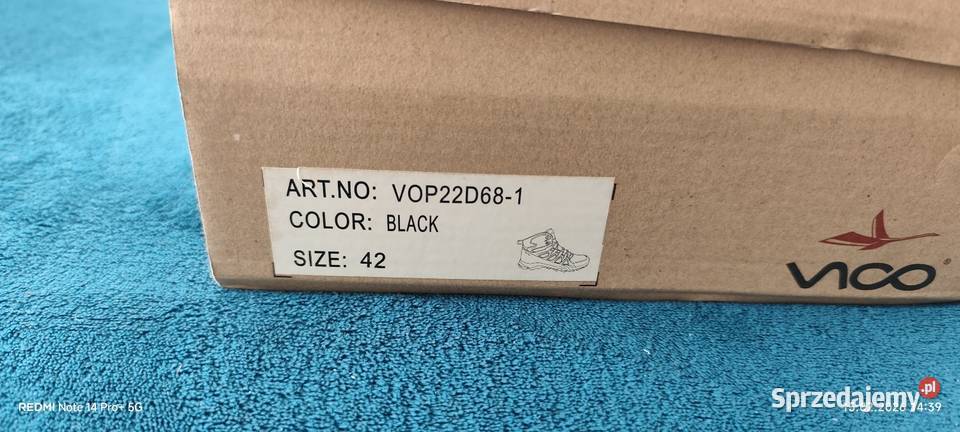 ART.NO: VOP22D68-1
COLOR: BLACK
SIZE: 42
VICO
REDMI Note 14 Pro+ 5G
Sprzedajemy.pl